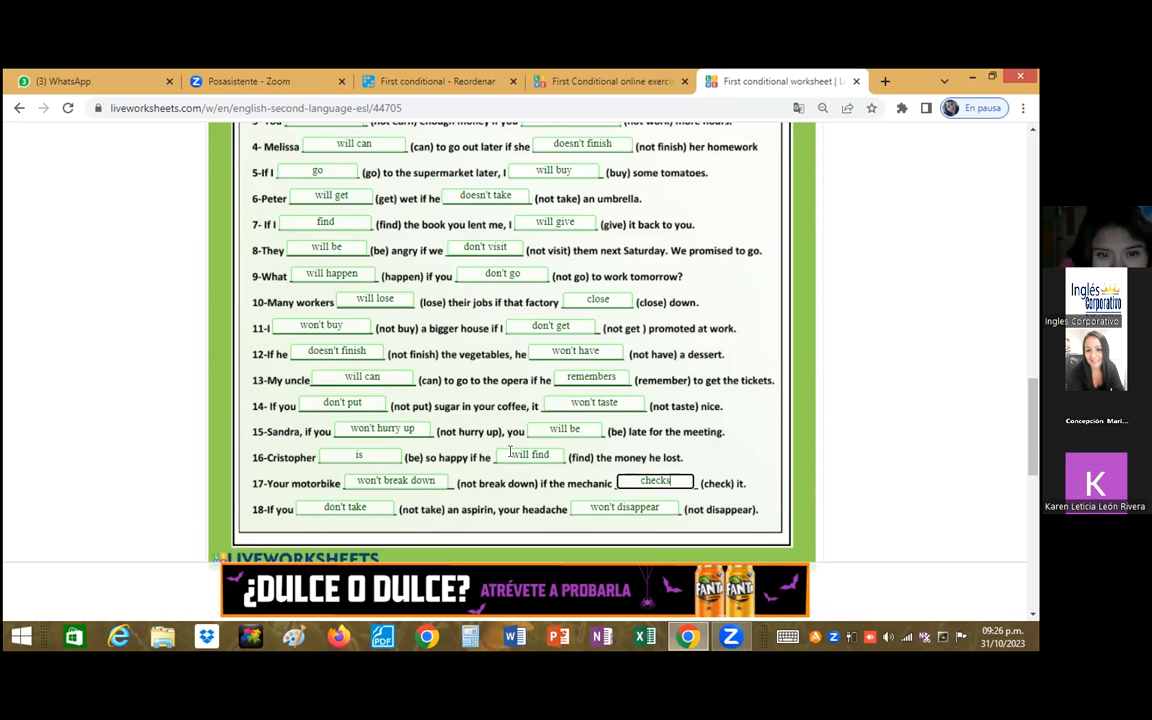 (3) WhatsApp
Posasistente - Zoom
First conditional - Reordenar
First Conditional online exerci
First conditional worksheet | L
liveworksheets.com/w/en/english-second-language-esl/44705
En pausa
4- Melissa will can (can) to go out later if she doesn't finish (not finish) her homework
5-If I go (go) to the supermarket later, I will buy (buy) some tomatoes.
6-Peter will get (get) wet if he doesn't take (not take) an umbrella.
7- If I find (find) the book you lent me, I will give (give) it back to you.
8-They will be (be) angry if we don't visit (not visit) them next Saturday. We promised to go.
9-What will happen (happen) if you don't go (not go) to work tomorrow?
10-Many workers will lose (lose) their jobs if that factory close (close) down.
11-I won't buy (not buy) a bigger house if I don't get (not get ) promoted at work.
12-If he doesn't finish (not finish) the vegetables, he won't have (not have) a dessert.
13-My uncle will can (can) to go to the opera if he remembers (remember) to get the tickets.
14- If you don't put (not put) sugar in your coffee, it won't taste (not taste) nice.
15-Sandra, if you won't hurry up (not hurry up), you will be (be) late for the meeting.
16-Cristopher is (be) so happy if he will find (find) the money he lost.
17-Your motorbike won't break down (not break down) if the mechanic checks (check) it.
18-If you don't take (not take) an aspirin, your headache won't disappear (not disappear).
LIVEWORKSHEETS
¿DULCE O DULCE? ATRÉVETE A PROBARLA
FANTA FANTA
09:26 p.m.
31/10/2023
Inglés
Corporativo
Ingles Corporativo
Concepción Mari...
K
Karen Leticia León Rivera